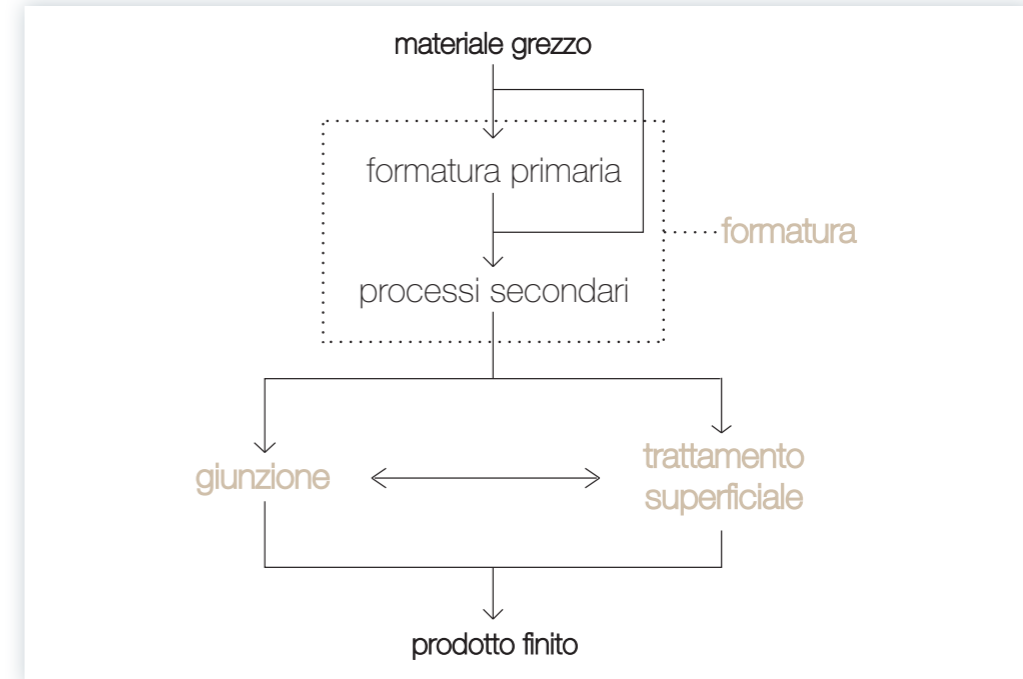 materiale grezzo
formatura primaria
formatura
processi secondari
giunzione
trattamento
superficiale
prodotto finito